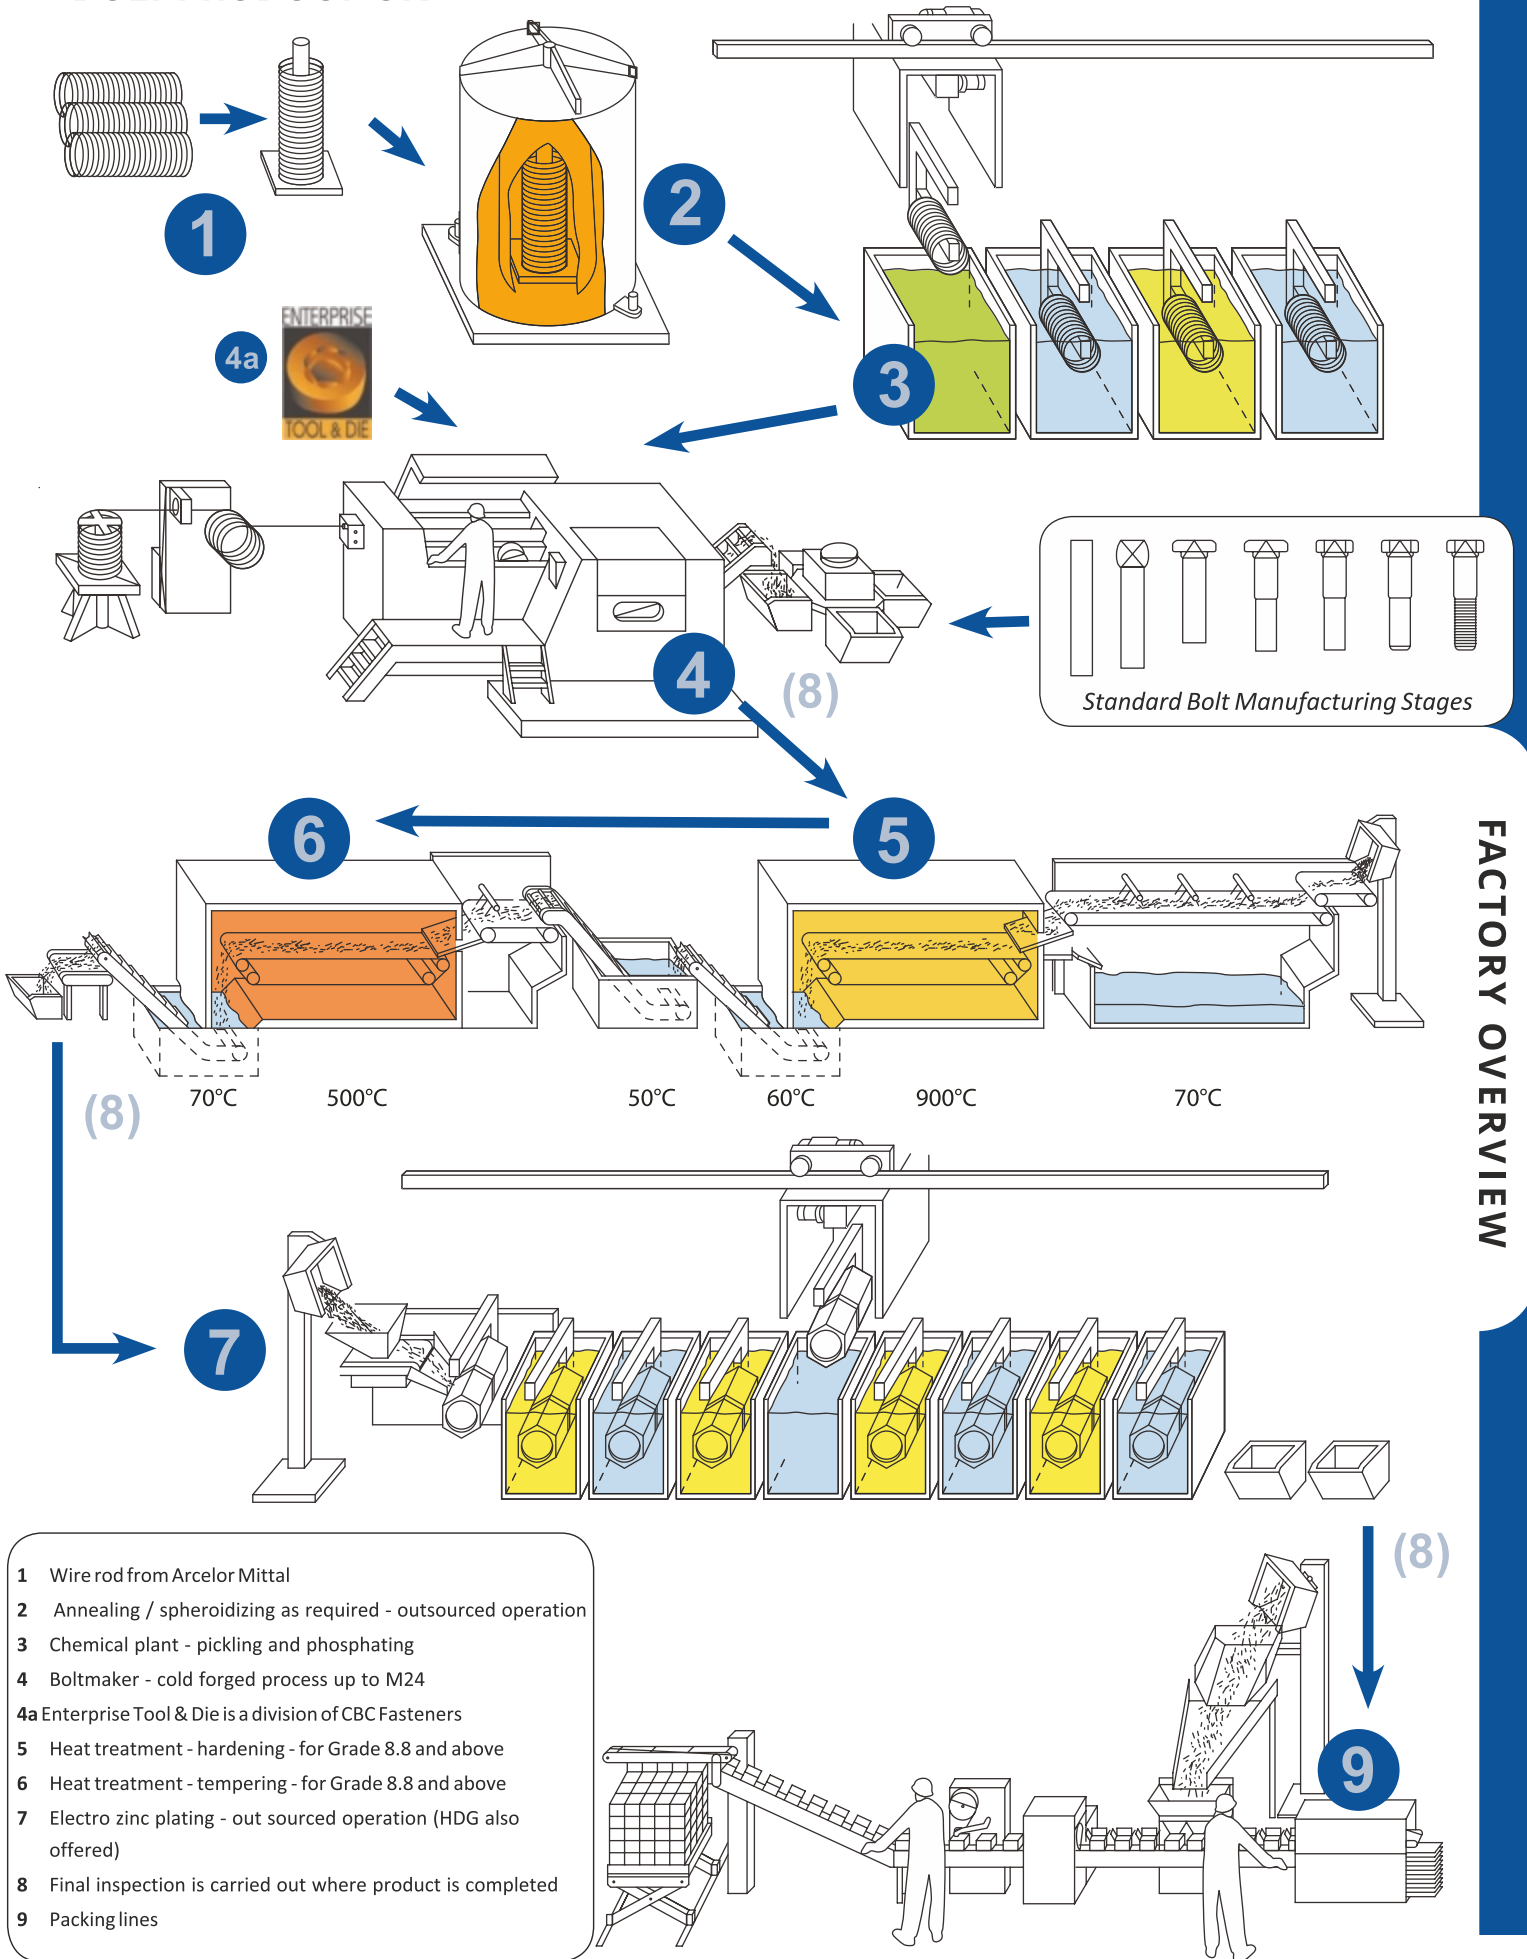 1
2
3
ENTERPRISE
4a
TOOL & DIE
4
(8)
Standard Bolt Manufacturing Stages
6
5
FACTORY OVERVIEW
70°C
500°C
50°C
60°C
900°C
70°C
(8)
7
(8)
9
1 Wire rod from Arcelor Mittal
2 Annealing / spheroidizing as required - outsourced operation
3 Chemical plant - pickling and phosphating
4 Boltmaker - cold forged process up to M24
4a Enterprise Tool & Die is a division of CBC Fasteners
5 Heat treatment - hardening - for Grade 8.8 and above
6 Heat treatment - tempering - for Grade 8.8 and above
7 Electro zinc plating - out sourced operation (HDG also
offered)
8 Final inspection is carried out where product is completed
9 Packing lines